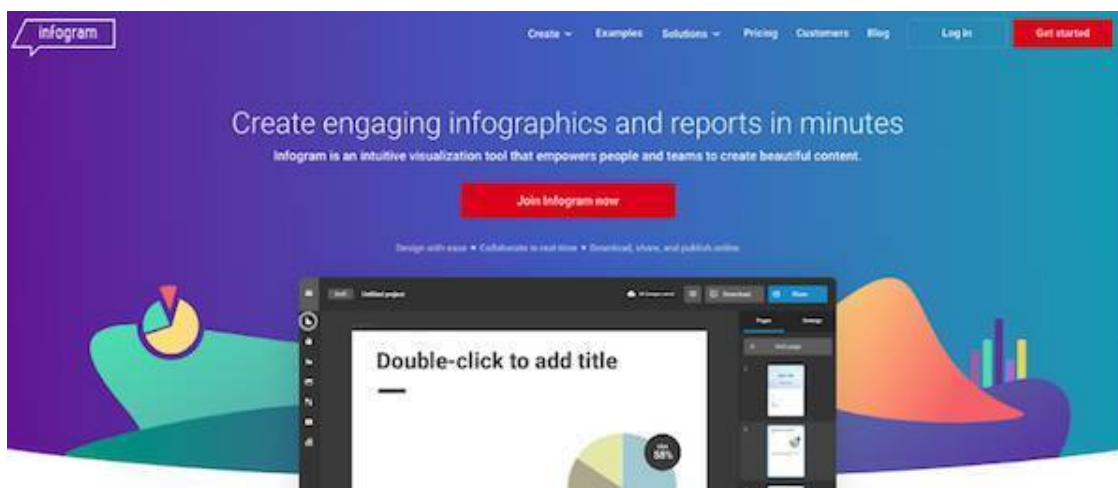 infogram
Create Examples Solutions Pricing Customers Blog Log in Get started
Create engaging infographics and reports in minutes
Infogram is an intuitive visualization tool that empowers people and teams to create beautiful content.
Join Infogram now
Design with ease • Collaborate in real-time • Download, share, and publish online
Untitled project Download Share
Pages Settings
Add page
Double-click to add title
58%